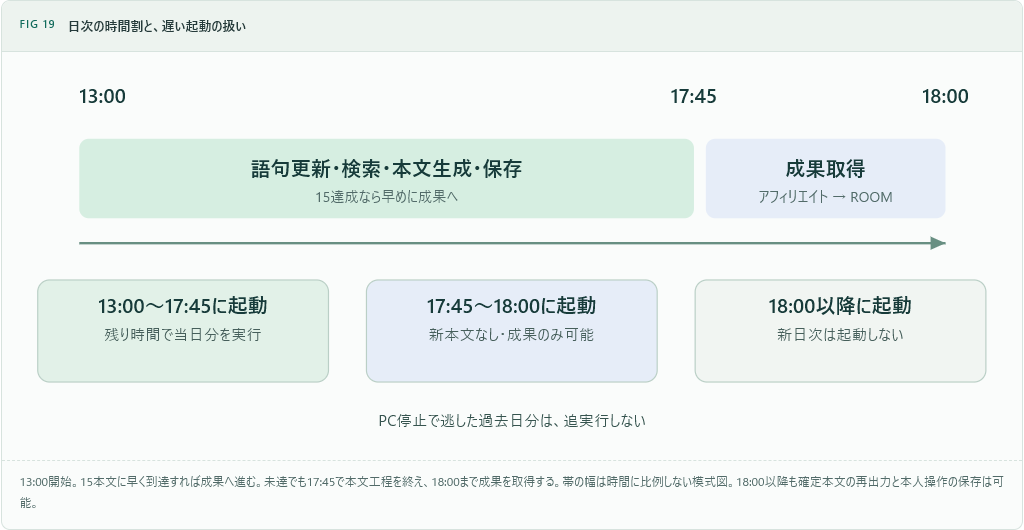 FIG 19 日次の時間割と、遅い起動の扱い
13:00 17:45 18:00
語句更新・検索・本文生成・保存
15達成なら早めに成果へ
成果取得
アフィリエイト → ROOM
13:00〜17:45に起動
残り時間で当日分を実行
17:45〜18:00に起動
新本文なし・成果のみ可能
18:00以降に起動
新日次は起動しない
PC停止で逃した過去日分は、追実行しない
13:00開始。15本文に早く到達すれば成果へ進む。未達でも17:45で本文工程を終え、18:00まで成果を取得する。帯の幅は時間に比例しない模式図。18:00以降も確定本文の再出力と本人操作の保存は可
能。